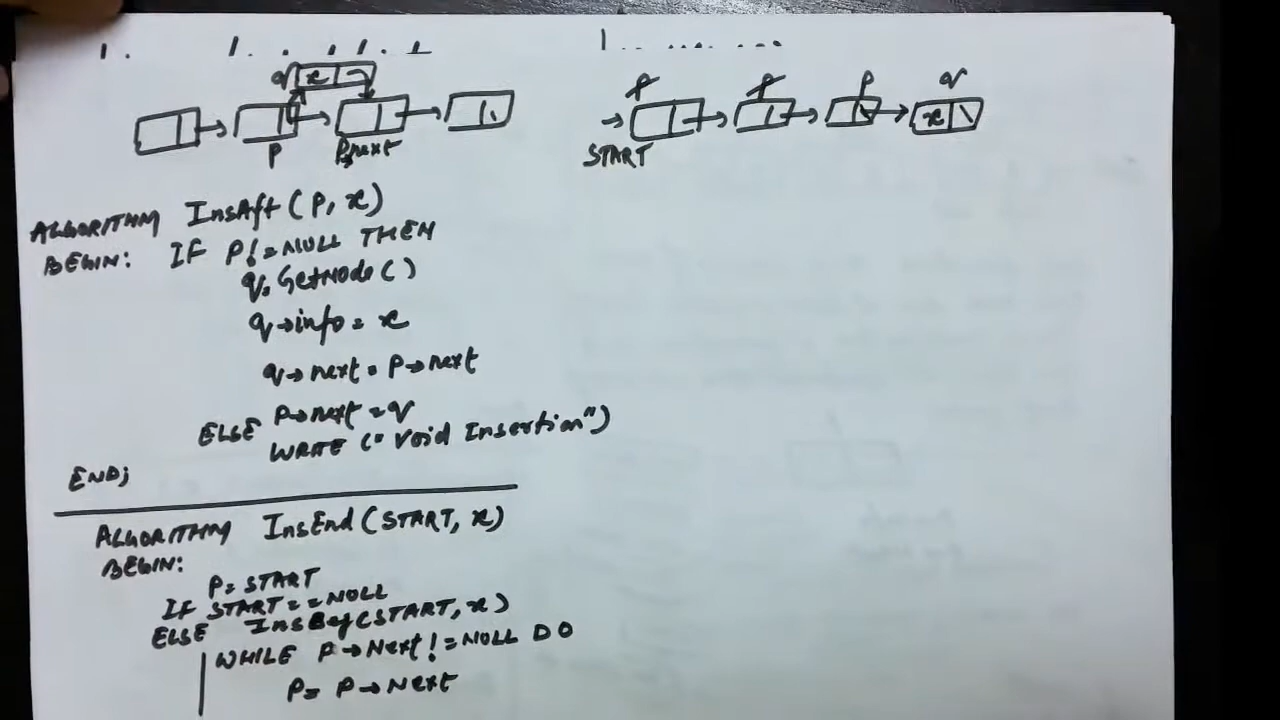 q x
P P→next
ALGORITHM InsAft(P, x)
BEGIN: IF P!=NULL THEN
q=GetNode()
q→info=x
q→next=P→next
P→next=q
ELSE
WRITE("Void Insertion")
END;
P P P q
x
START
ALGORITHM InsEnd(START, x)
BEGIN:
P=START
IF START==NULL
InsBeg(START, x)
ELSE
WHILE P→Next!=NULL DO
P=P→Next